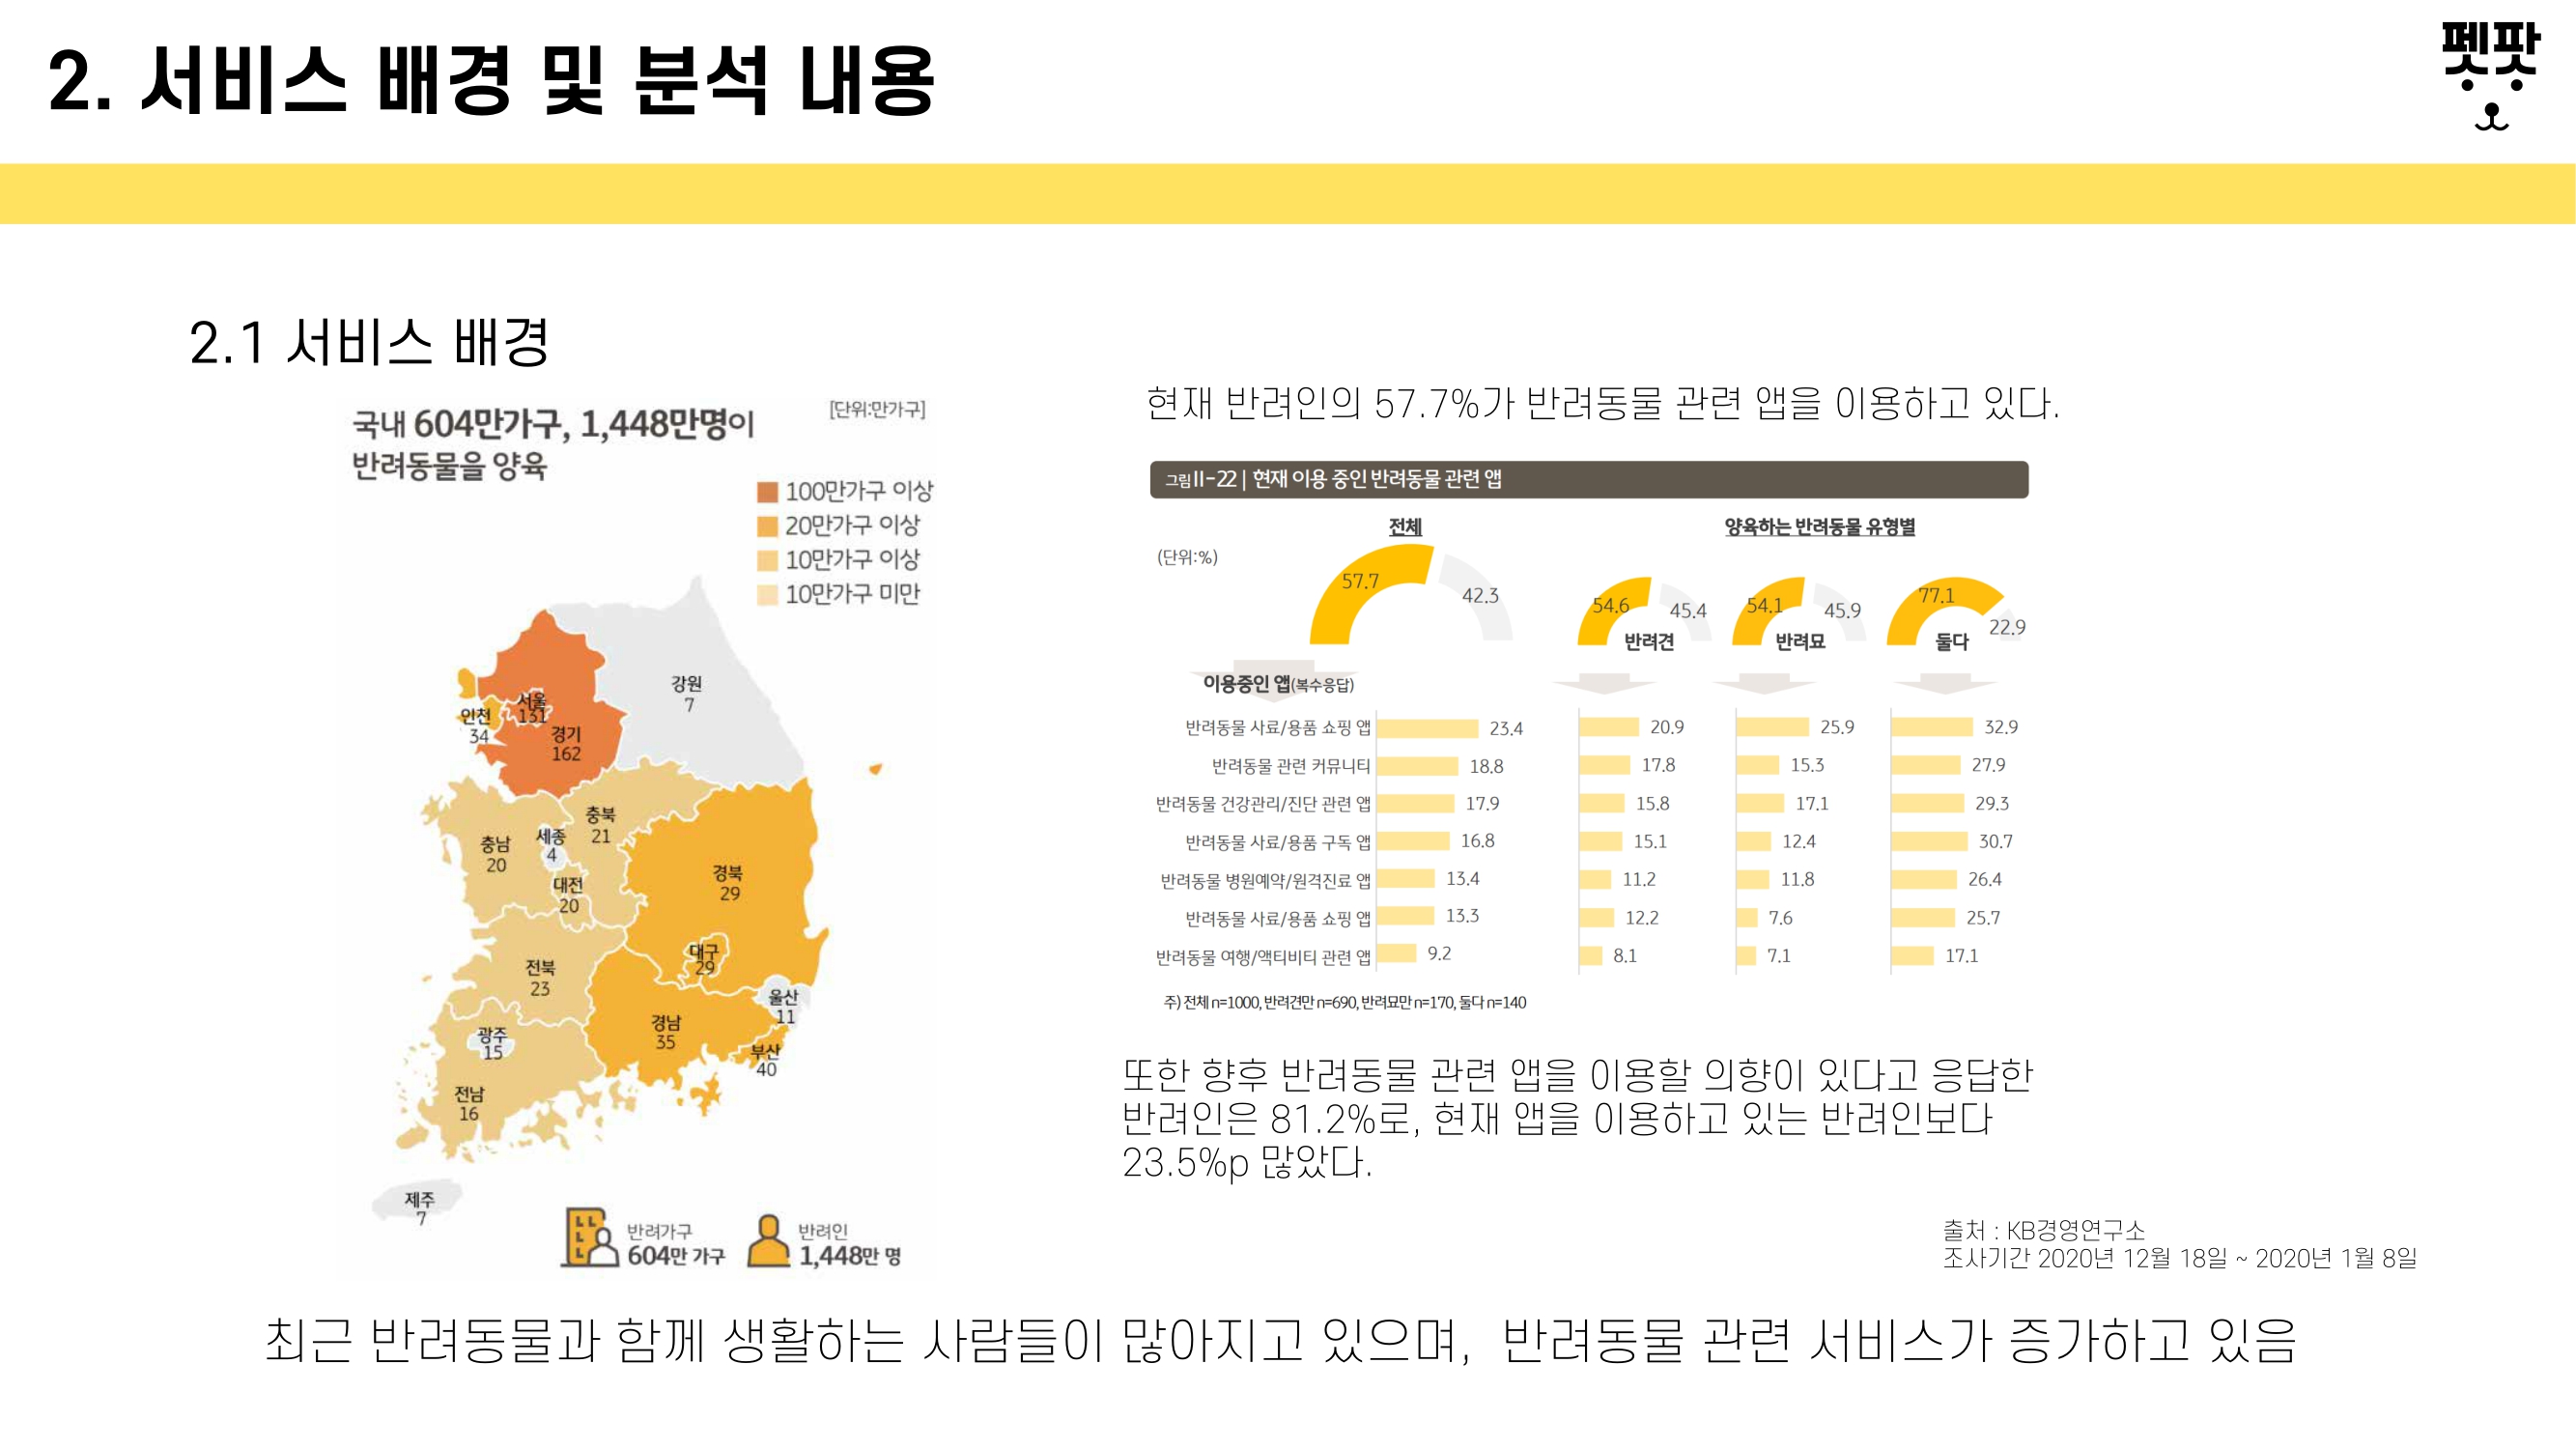 2. 서비스 배경 및 분석 내용
펫팟
2.1 서비스 배경
국내 604만가구, 1,448만명이
반려동물을 양육
[단위:만가구]
100만가구 이상
20만가구 이상
10만가구 이상
10만가구 미만
강원
7
서울
131
인천
34
경기
162
충북
21
세종
4
충남
20
대전
20
경북
29
대구
29
전북
23
울산
11
경남
35
광주
15
부산
40
전남
16
제주
7
반려가구
604만 가구
반려인
1,448만 명
현재 반려인의 57.7%가 반려동물 관련 앱을 이용하고 있다.
그림II-22 | 현재 이용 중인 반려동물 관련 앱
전체
양육하는 반려동물 유형별
(단위:%)
57.7
42.3
54.6
45.4
반려견
54.1
45.9
반려묘
77.1
22.9
둘다
이용중인 앱(복수응답)
반려동물 사료/용품 쇼핑 앱 23.4 20.9 25.9 32.9
반려동물 관련 커뮤니티 18.8 17.8 15.3 27.9
반려동물 건강관리/진단 관련 앱 17.9 15.8 17.1 29.3
반려동물 사료/용품 구독 앱 16.8 15.1 12.4 30.7
반려동물 병원예약/원격진료 앱 13.4 11.2 11.8 26.4
반려동물 사료/용품 쇼핑 앱 13.3 12.2 7.6 25.7
반려동물 여행/액티비티 관련 앱 9.2 8.1 7.1 17.1
주) 전체 n=1000, 반려견만 n=690, 반려묘만 n=170, 둘다 n=140
또한 향후 반려동물 관련 앱을 이용할 의향이 있다고 응답한
반려인은 81.2%로, 현재 앱을 이용하고 있는 반려인보다
23.5%p 많았다.
출처 : KB경영연구소
조사기간 2020년 12월 18일 ~ 2020년 1월 8일
최근 반려동물과 함께 생활하는 사람들이 많아지고 있으며, 반려동물 관련 서비스가 증가하고 있음